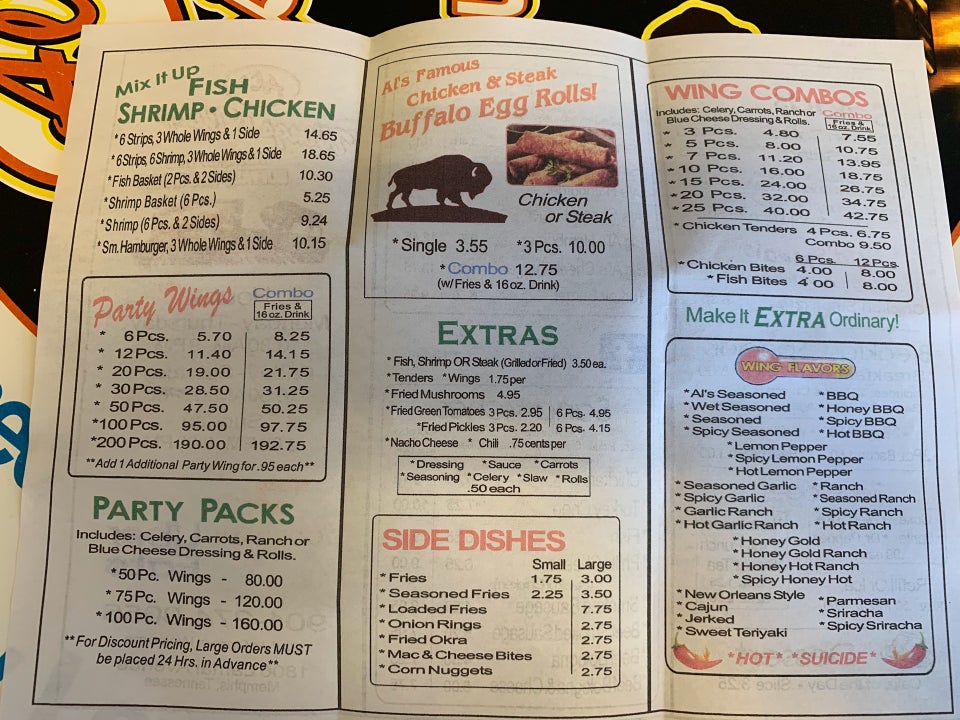 Mix It Up FISH
SHRIMP • CHICKEN
*6 Strips, 3 Whole Wings & 1 Side 14.65
*6 Strips, 6 Shrimp, 3 Whole Wings & 1 Side 18.65
*Fish Basket (2 Pcs. & 2 Sides) 10.30
*Shrimp Basket (6 Pcs.) 5.25
*Shrimp (6 Pcs. & 2 Sides) 9.24
*Sm. Hamburger, 3 Whole Wings & 1 Side 10.15
Party Wings Combo
Fries &
16 oz. Drink
* 6 Pcs. 5.70 8.25
* 12 Pcs. 11.40 14.15
* 20 Pcs. 19.00 21.75
* 30 Pcs. 28.50 31.25
* 50 Pcs. 47.50 50.25
*100 Pcs. 95.00 97.75
*200 Pcs. 190.00 192.75
**Add 1 Additional Party Wing for .95 each**
PARTY PACKS
Includes: Celery, Carrots, Ranch or
Blue Cheese Dressing & Rolls.
*50 Pc. Wings - 80.00
*75 Pc. Wings - 120.00
*100 Pc. Wings - 160.00
**For Discount Pricing, Large Orders MUST
be placed 24 Hrs. in Advance**
Memphis, Tennessee
Al's Famous
Chicken & Steak
Buffalo Egg Rolls!
Chicken
or Steak
*Single 3.55 *3 Pcs. 10.00
*Combo 12.75
(w/ Fries & 16 oz. Drink)
EXTRAS
* Fish, Shrimp OR Steak (Grilled or Fried) 3.50 ea.
*Tenders *Wings 1.75 per
*Fried Mushrooms 4.95
*Fried Green Tomatoes 3 Pcs. 2.95 | 6 Pcs. 4.95
*Fried Pickles 3 Pcs. 2.20 | 6 Pcs. 4.15
*Nacho Cheese * Chili .75 cents per
*Dressing *Sauce *Carrots
*Seasoning *Celery *Slaw *Rolls
.50 each
SIDE DISHES
Small Large
*Fries 1.75 3.00
*Seasoned Fries 2.25 3.50
*Loaded Fries 7.75
*Onion Rings 2.75
*Fried Okra 2.75
*Mac & Cheese Bites 2.75
*Corn Nuggets 2.75
WING COMBOS
Includes: Celery, Carrots, Ranch or
Blue Cheese Dressing & Rolls.
Combo
Fries &
16 oz. Drink
* 3 Pcs. 4.80 7.55
* 5 Pcs. 8.00 10.75
* 7 Pcs. 11.20 13.95
*10 Pcs. 16.00 18.75
*15 Pcs. 24.00 26.75
*20 Pcs. 32.00 34.75
*25 Pcs. 40.00 42.75
*Chicken Tenders 4 Pcs. 6.75
Combo 9.50
6 Pcs. 12 Pcs.
*Chicken Bites 4.00 8.00
*Fish Bites 4.00 8.00
Make It EXTRA Ordinary!
WING FLAVORS
*Al's Seasoned *BBQ
*Wet Seasoned *Honey BBQ
*Seasoned *Spicy BBQ
*Spicy Seasoned *Hot BBQ
*Lemon Pepper
*Spicy Lemon Pepper
*Hot Lemon Pepper
*Seasoned Garlic *Ranch
*Spicy Garlic *Seasoned Ranch
*Garlic Ranch *Spicy Ranch
*Hot Garlic Ranch *Hot Ranch
*Honey Gold
*Honey Gold Ranch
*Honey Hot Ranch
*Spicy Honey Hot
*New Orleans Style *Parmesan
*Cajun *Sriracha
*Jerked *Spicy Sriracha
*Sweet Teriyaki
*HOT* *SUICIDE*